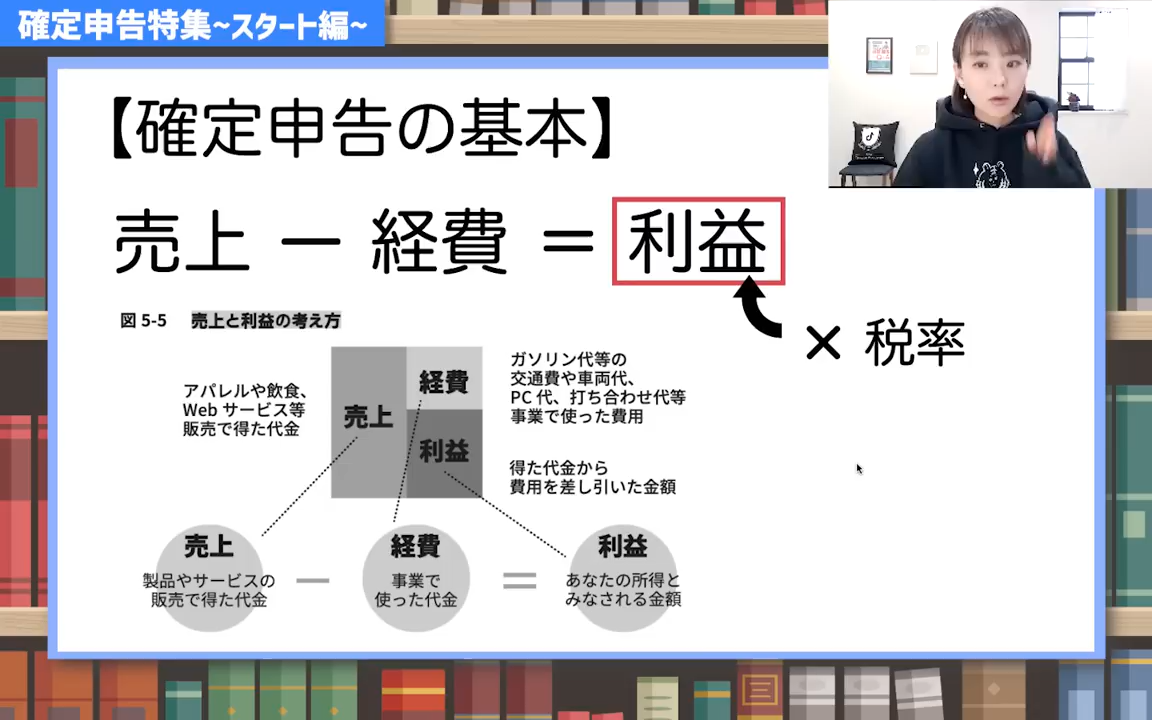 確定申告特集~スタート編~
【確定申告の基本】
売上 － 経費 ＝ 利益
× 税率
図 5-5 売上と利益の考え方
アパレルや飲食、
Web サービス等
販売で得た代金
売上
経費
利益
ガソリン代等の
交通費や車両代、
PC 代、打ち合わせ代等
事業で使った費用
得た代金から
費用を差し引いた金額
売上
製品やサービスの
販売で得た代金
－
経費
事業で
使った代金
＝
利益
あなたの所得と
みなされる金額